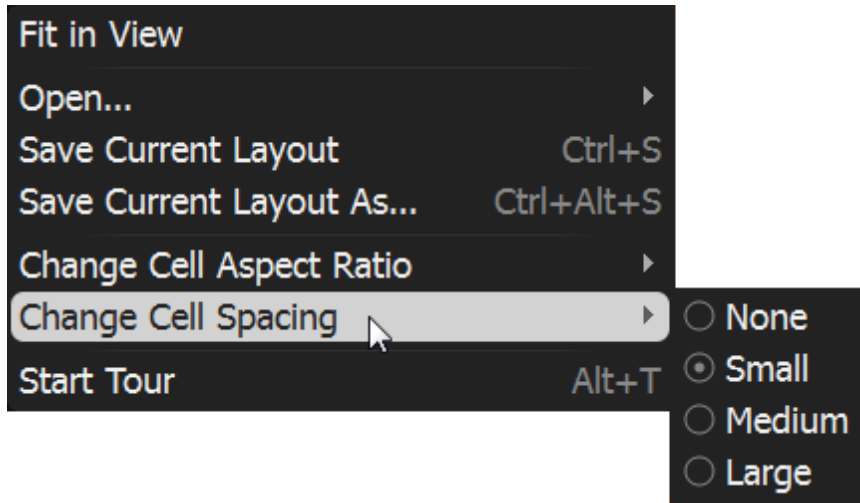 Fit in View
Open...
Save Current Layout Ctrl+S
Save Current Layout As... Ctrl+Alt+S
Change Cell Aspect Ratio
Change Cell Spacing
Start Tour Alt+T
None
Small
Medium
Large